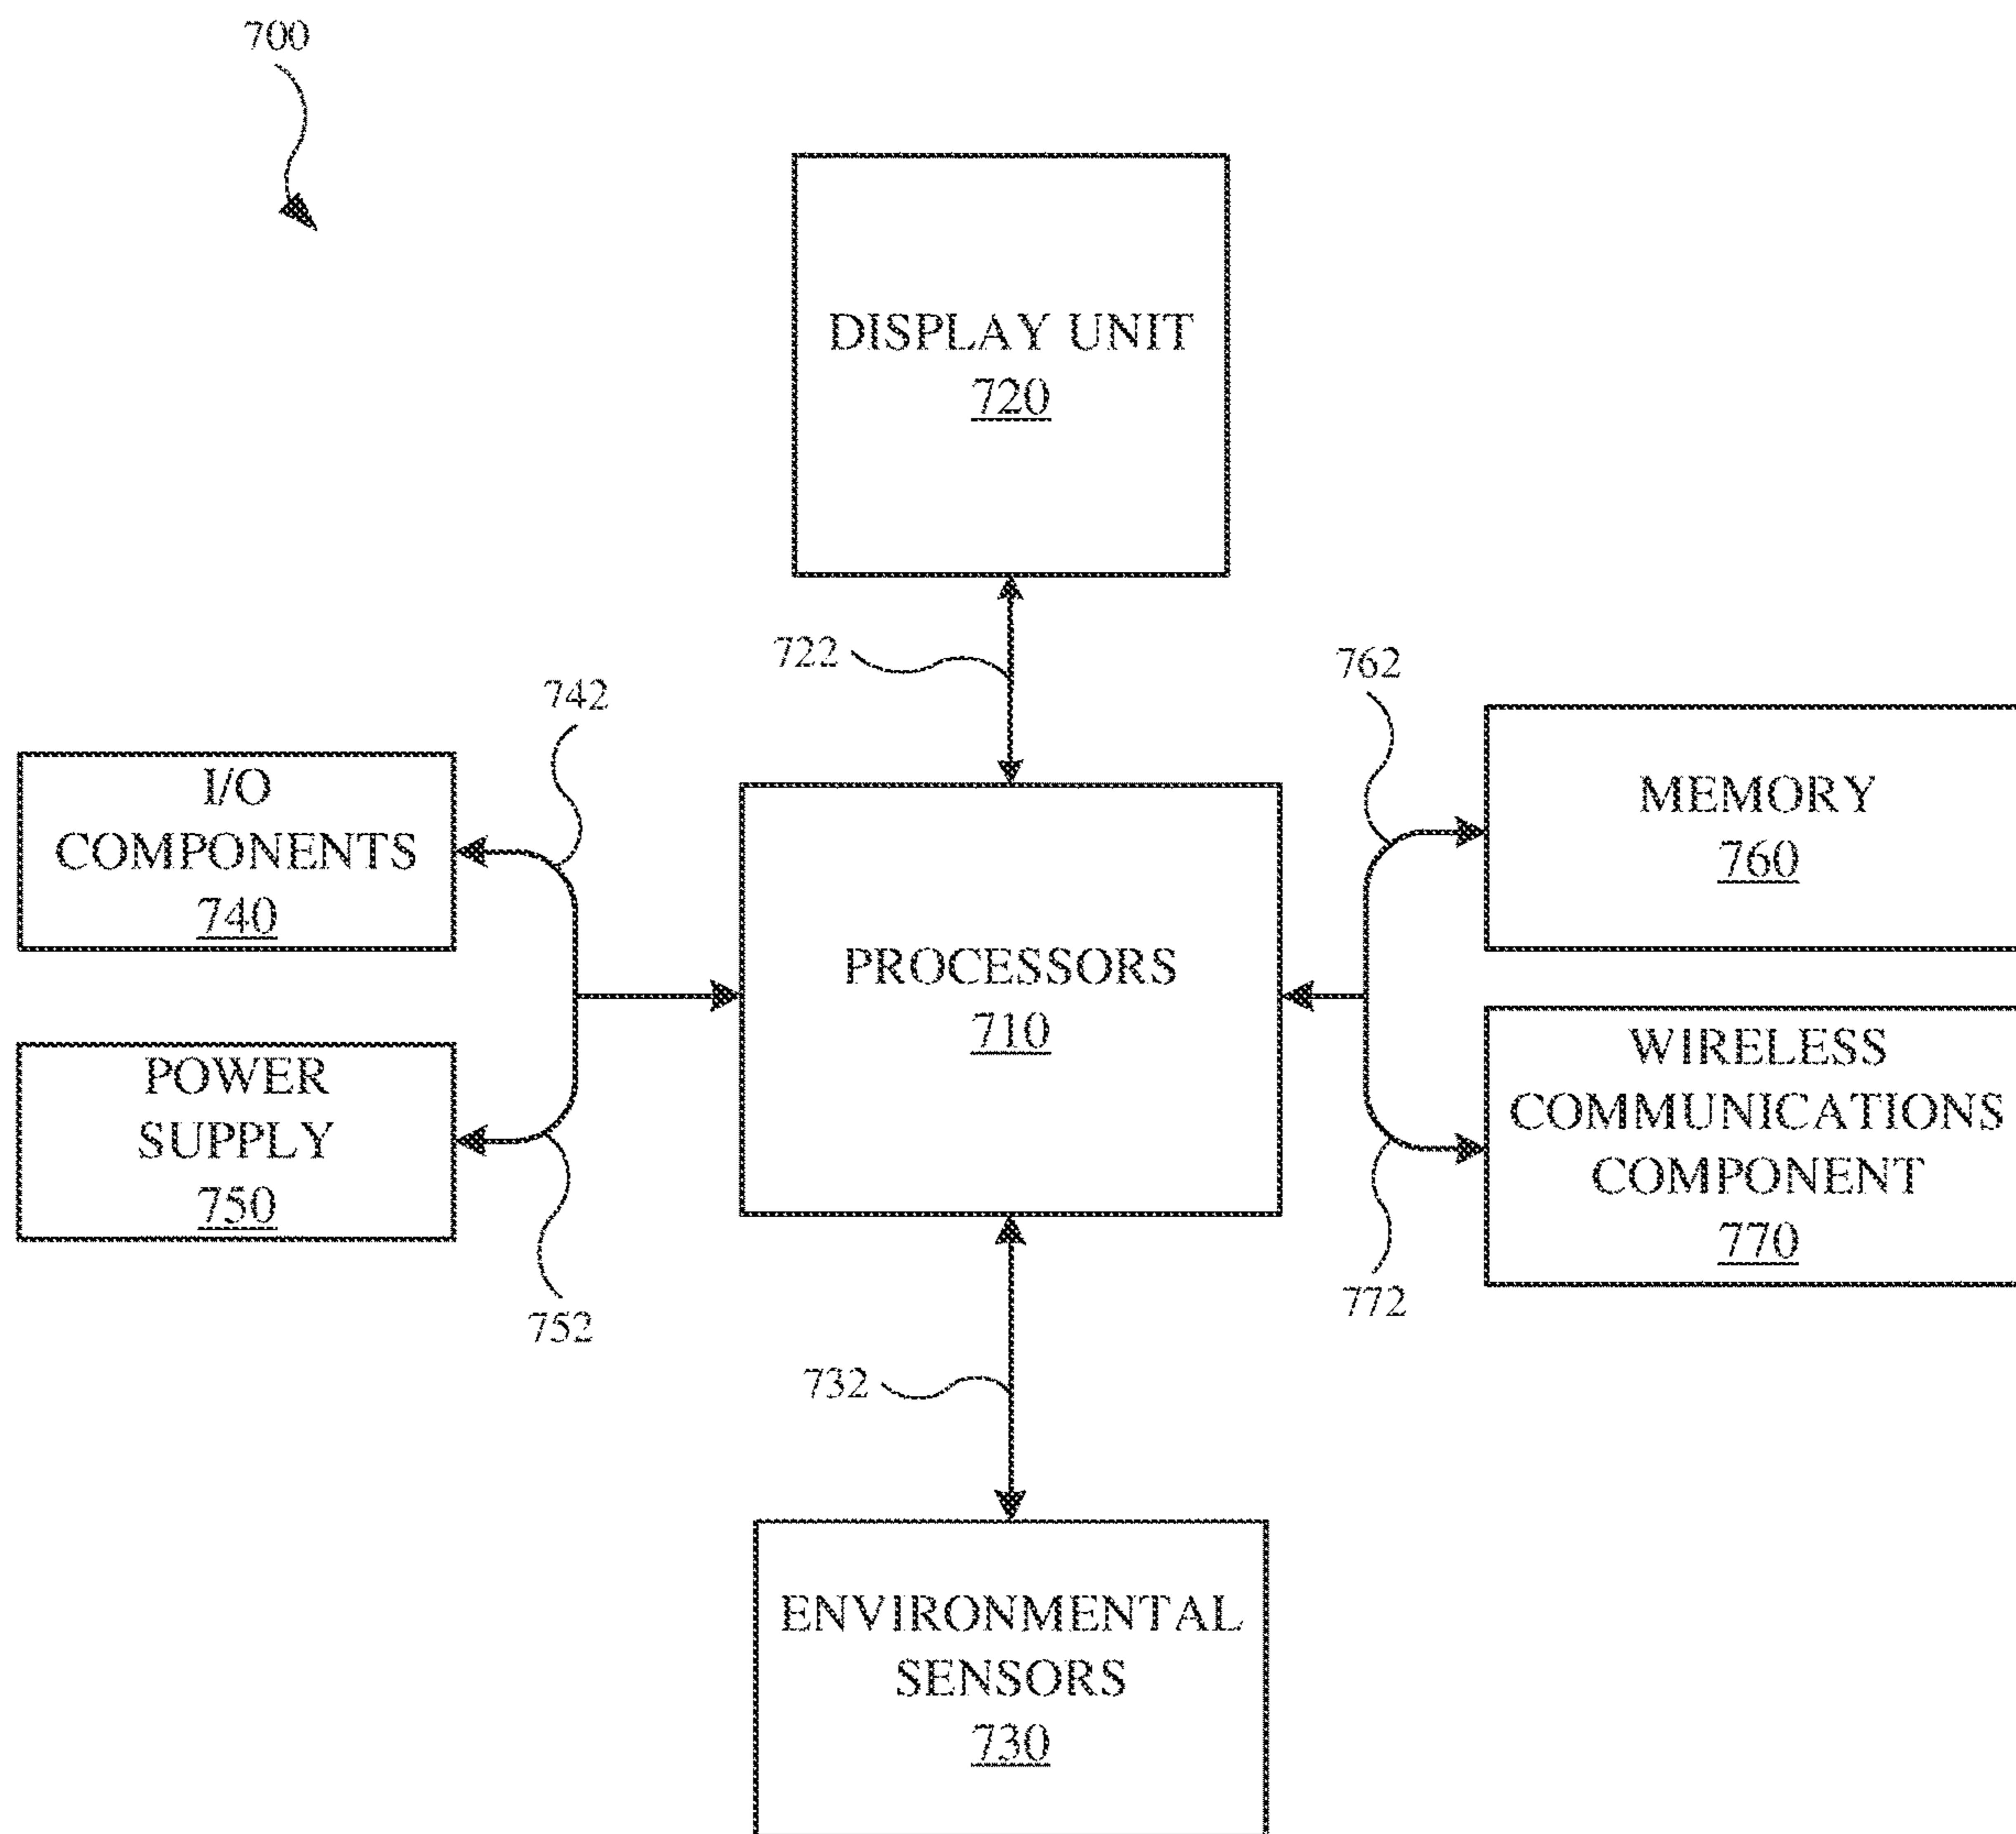 700
DISPLAY UNIT
720
722
762
742
I/O
COMPONENTS
740
MEMORY
760
PROCESSORS
710
POWER
SUPPLY
750
WIRELESS
COMMUNICATIONS
COMPONENT
770
752
772
732
ENVIRONMENTAL
SENSORS
730